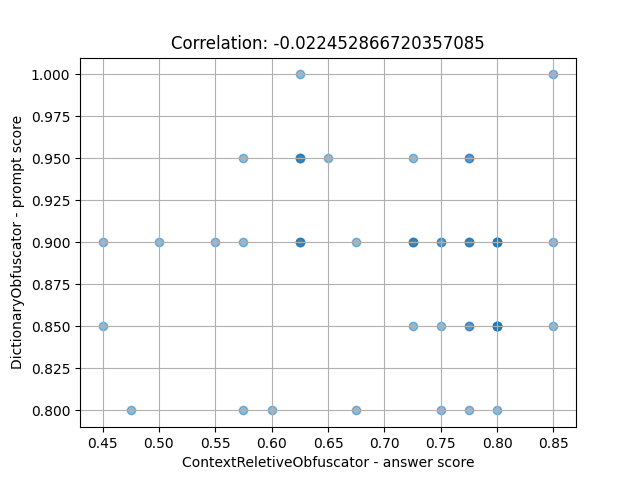 Correlation: -0.022452866720357085
DictionaryObfuscator - prompt score
1.000
0.975
0.950
0.925
0.900
0.875
0.850
0.825
0.800
0.45 0.50 0.55 0.60 0.65 0.70 0.75 0.80 0.85
ContextReletiveObfuscator - answer score